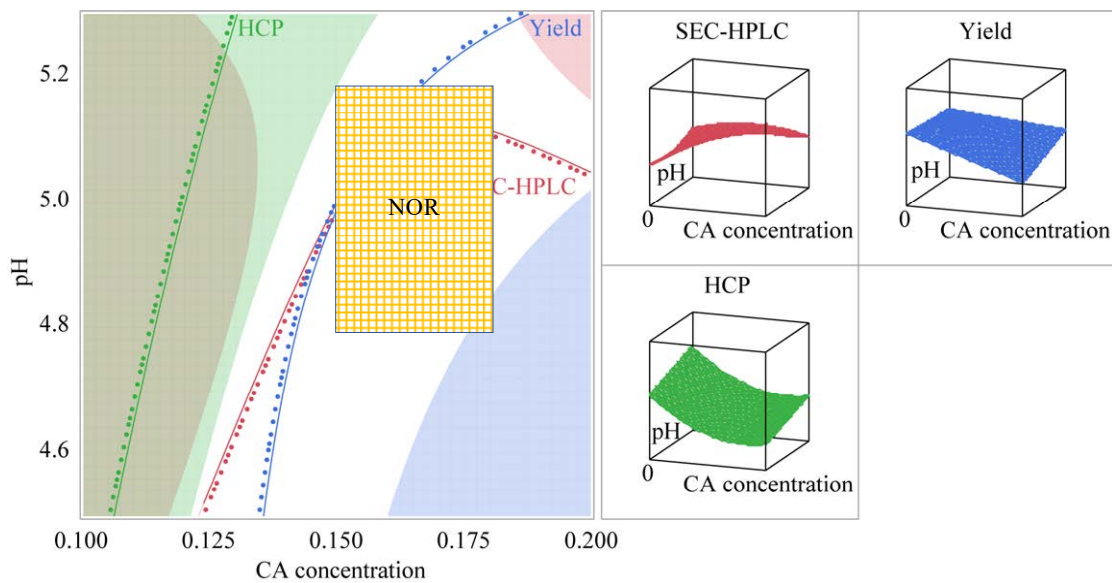 HCP
Yield
5.2
5.0
C-HPLC
NOR
pH
4.8
4.6
0.100
0.125
0.150
0.175
0.200
CA concentration
SEC-HPLC
pH
0
CA concentration
Yield
pH
0
CA concentration
HCP
pH
0
CA concentration